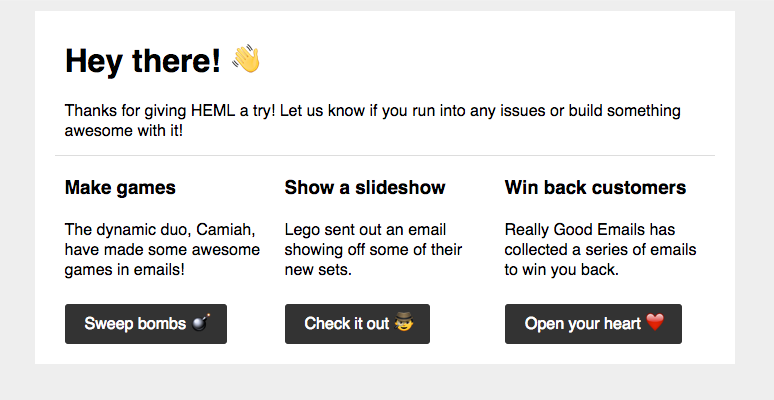 Hey there! 👋
Thanks for giving HEML a try! Let us know if you run into any issues or build something
awesome with it!
Make games
The dynamic duo, Camiah,
have made some awesome
games in emails!
Sweep bombs 💣
Show a slideshow
Lego sent out an email
showing off some of their
new sets.
Check it out 🕵
Win back customers
Really Good Emails has
collected a series of emails
to win you back.
Open your heart ❤️